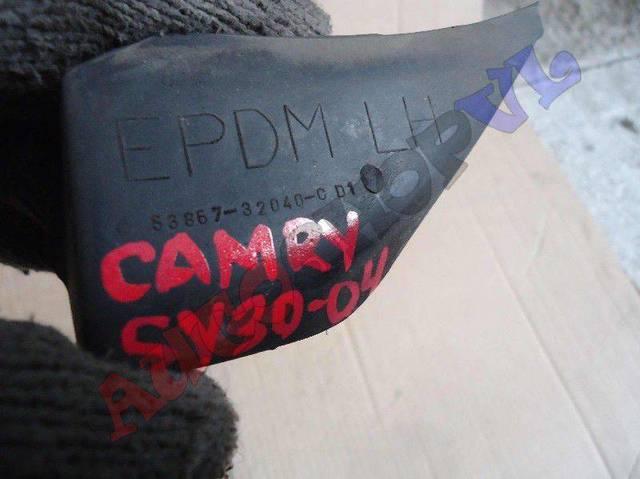 EPDM LH
53867-32040-C D1
CAMRY
SV30-04